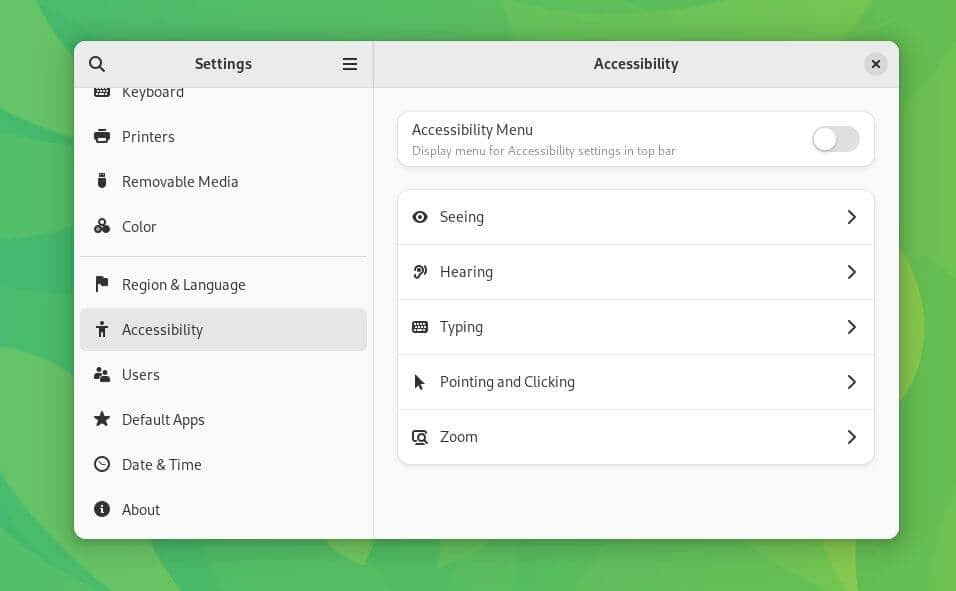 Settings
Keyboard
Printers
Removable Media
Color
Region & Language
Accessibility
Users
Default Apps
Date & Time
About
Accessibility
Accessibility Menu
Display menu for Accessibility settings in top bar
Seeing
Hearing
Typing
Pointing and Clicking
Zoom